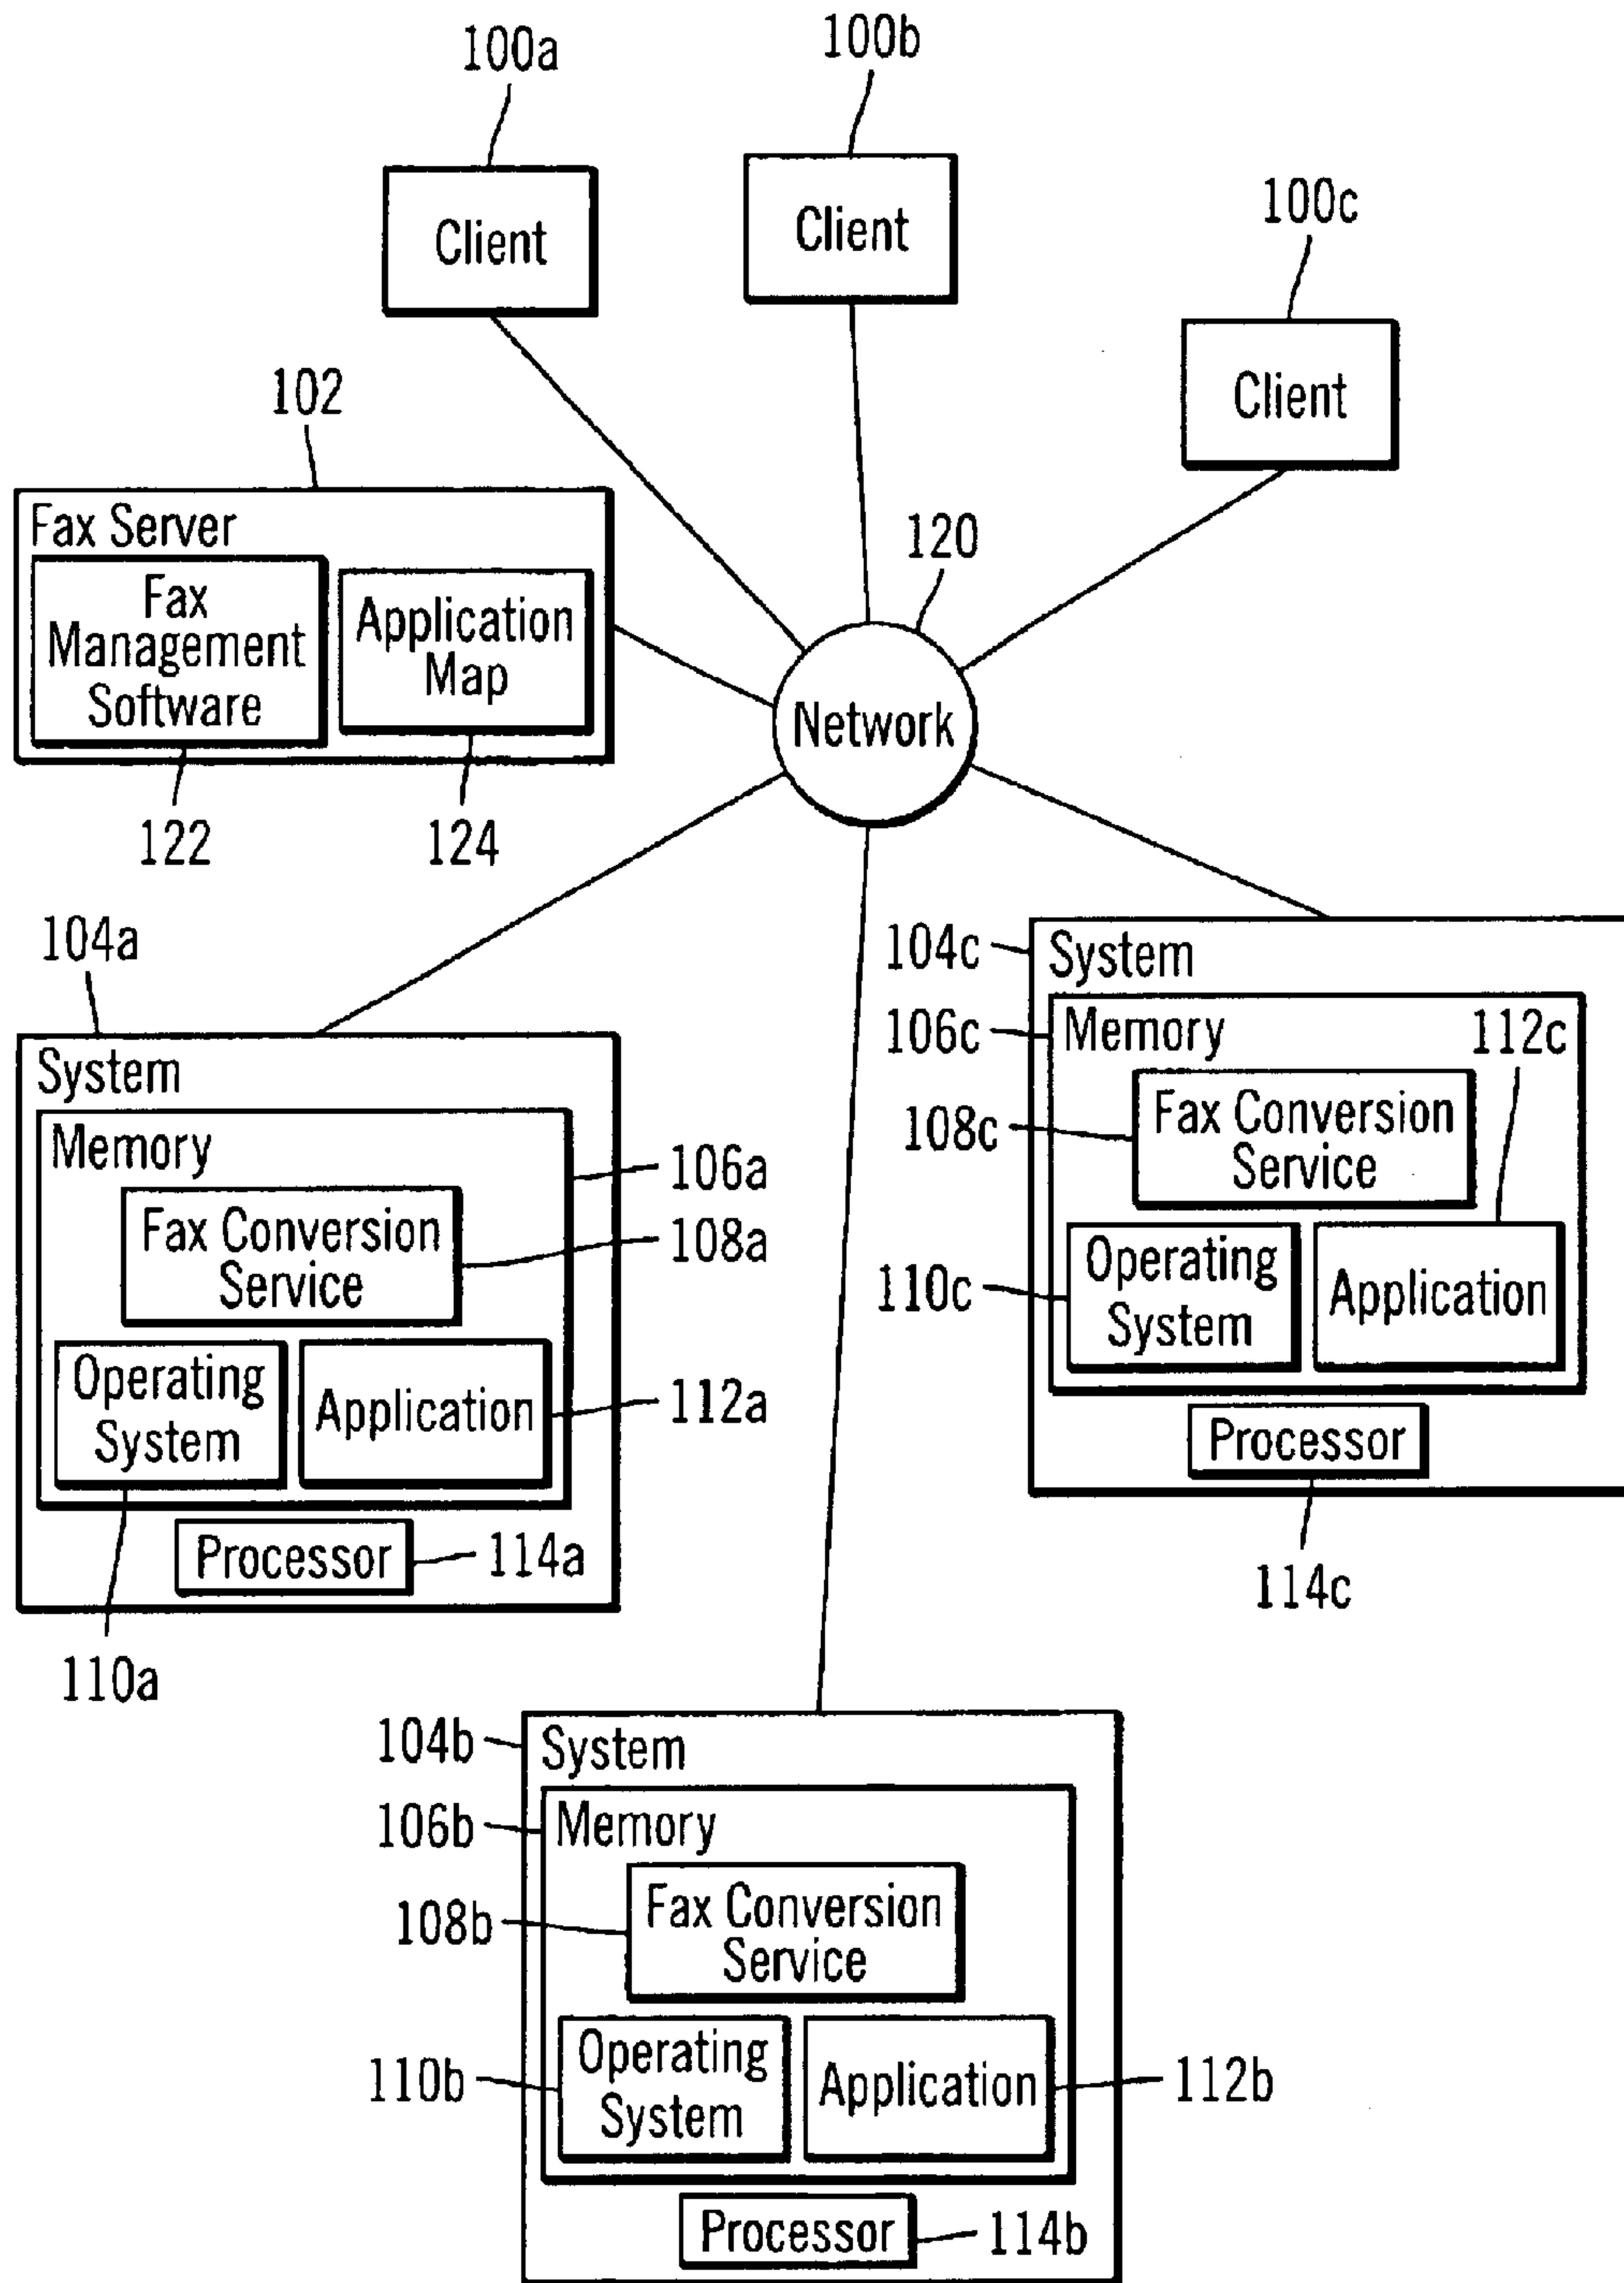 100a
100b
100c
Client
Client
Client
102
Fax Server
Fax
Management
Software
Application
Map
122
124
120
Network
104a
System
Memory
106a
Fax Conversion
Service
108a
Operating
System
Application
112a
Processor
114a
110a
104c
System
106c
Memory
112c
108c
Fax Conversion
Service
110c
Operating
System
Application
Processor
114c
104b
System
106b
Memory
108b
Fax Conversion
Service
110b
Operating
System
Application
112b
Processor
114b